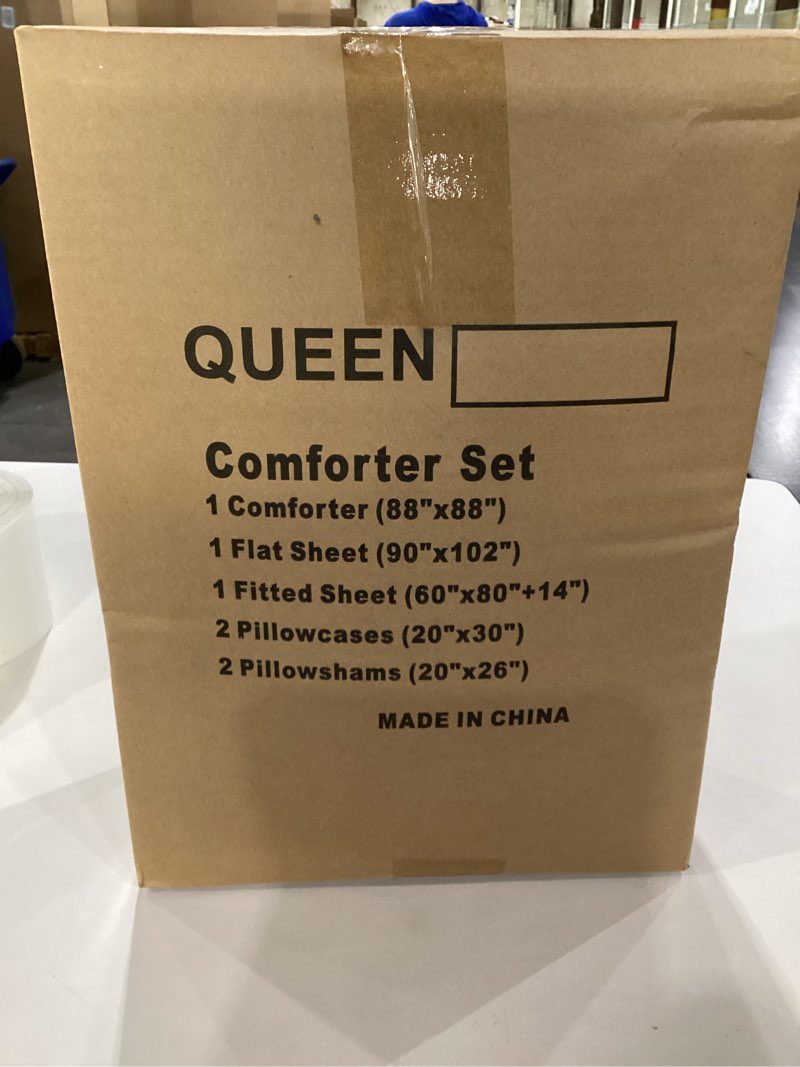 QUEEN
Comforter Set
1 Comforter (88"x88")
1 Flat Sheet (90"x102")
1 Fitted Sheet (60"x80"+14")
2 Pillowcases (20"x30")
2 Pillowshams (20"x26")
MADE IN CHINA